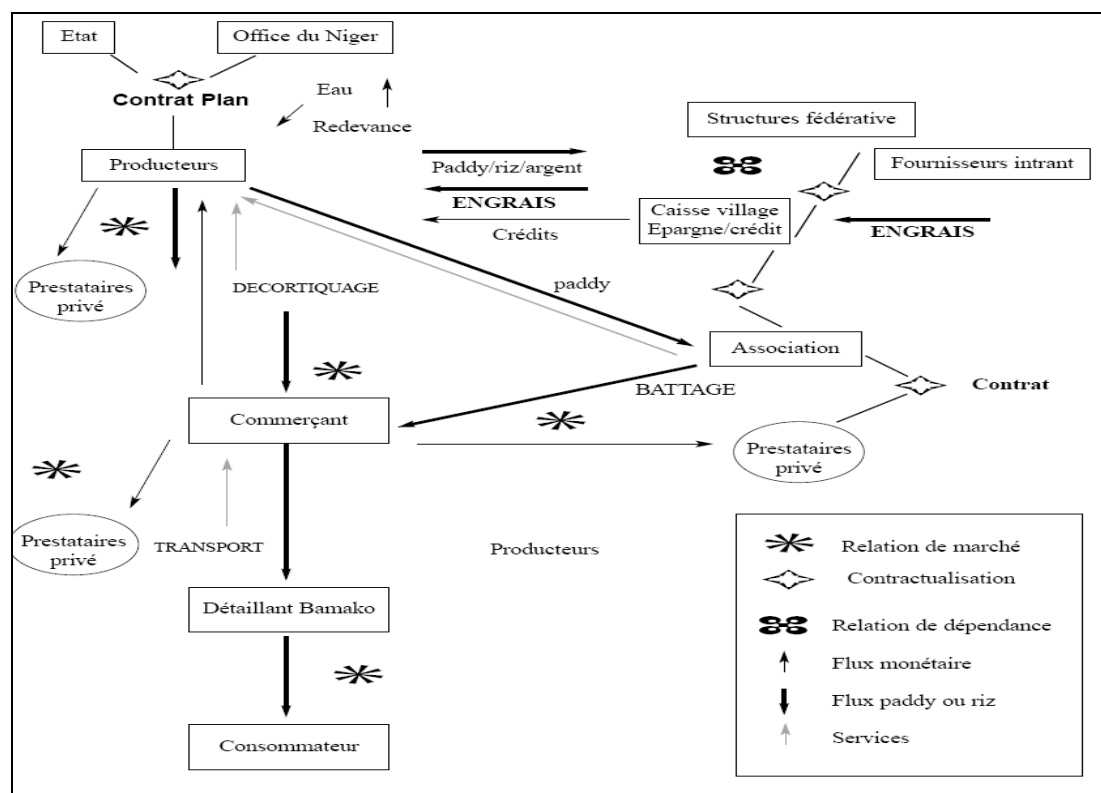 Etat
Office du Niger
Contrat Plan
Eau
Redevance
Structures fédérative
Producteurs
Paddy/riz/argent
Fournisseurs intrant
ENGRAIS
Caisse village
Epargne/crédit
Crédits
ENGRAIS
Prestataires
privé
DECORTIQUAGE
paddy
Association
BATTAGE
Contrat
Commerçant
Prestataires
privé
Prestataires
privé
TRANSPORT
Producteurs
Relation de marché
Contractualisation
Détaillant Bamako
Relation de dépendance
Flux monétaire
Flux paddy ou riz
Services
Consommateur